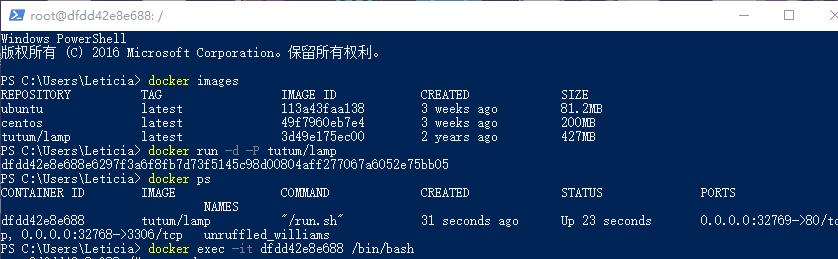 root@dfdd42e8e688: /
Windows PowerShell
版权所有 (C) 2016 Microsoft Corporation。保留所有权利。
PS C:\Users\Leticia> docker images
REPOSITORY TAG IMAGE ID CREATED SIZE
ubuntu latest 113a43faa138 3 weeks ago 81.2MB
centos latest 49f7960eb7e4 3 weeks ago 200MB
tutum/lamp latest 3d49e175ec00 2 years ago 427MB
PS C:\Users\Leticia> docker run -d -P tutum/lamp
dfdd42e8e688e6297f3a6f8fb7d73f5145c98d00804aff277067a6052e75bb05
PS C:\Users\Leticia> docker ps
CONTAINER ID IMAGE COMMAND CREATED STATUS PORTS
NAMES
dfdd42e8e688 tutum/lamp "/run.sh" 31 seconds ago Up 23 seconds 0.0.0.0:32769->80/tc
p, 0.0.0.0:32768->3306/tcp unruffled_williams
PS C:\Users\Leticia> docker exec -it dfdd42e8e688 /bin/bash